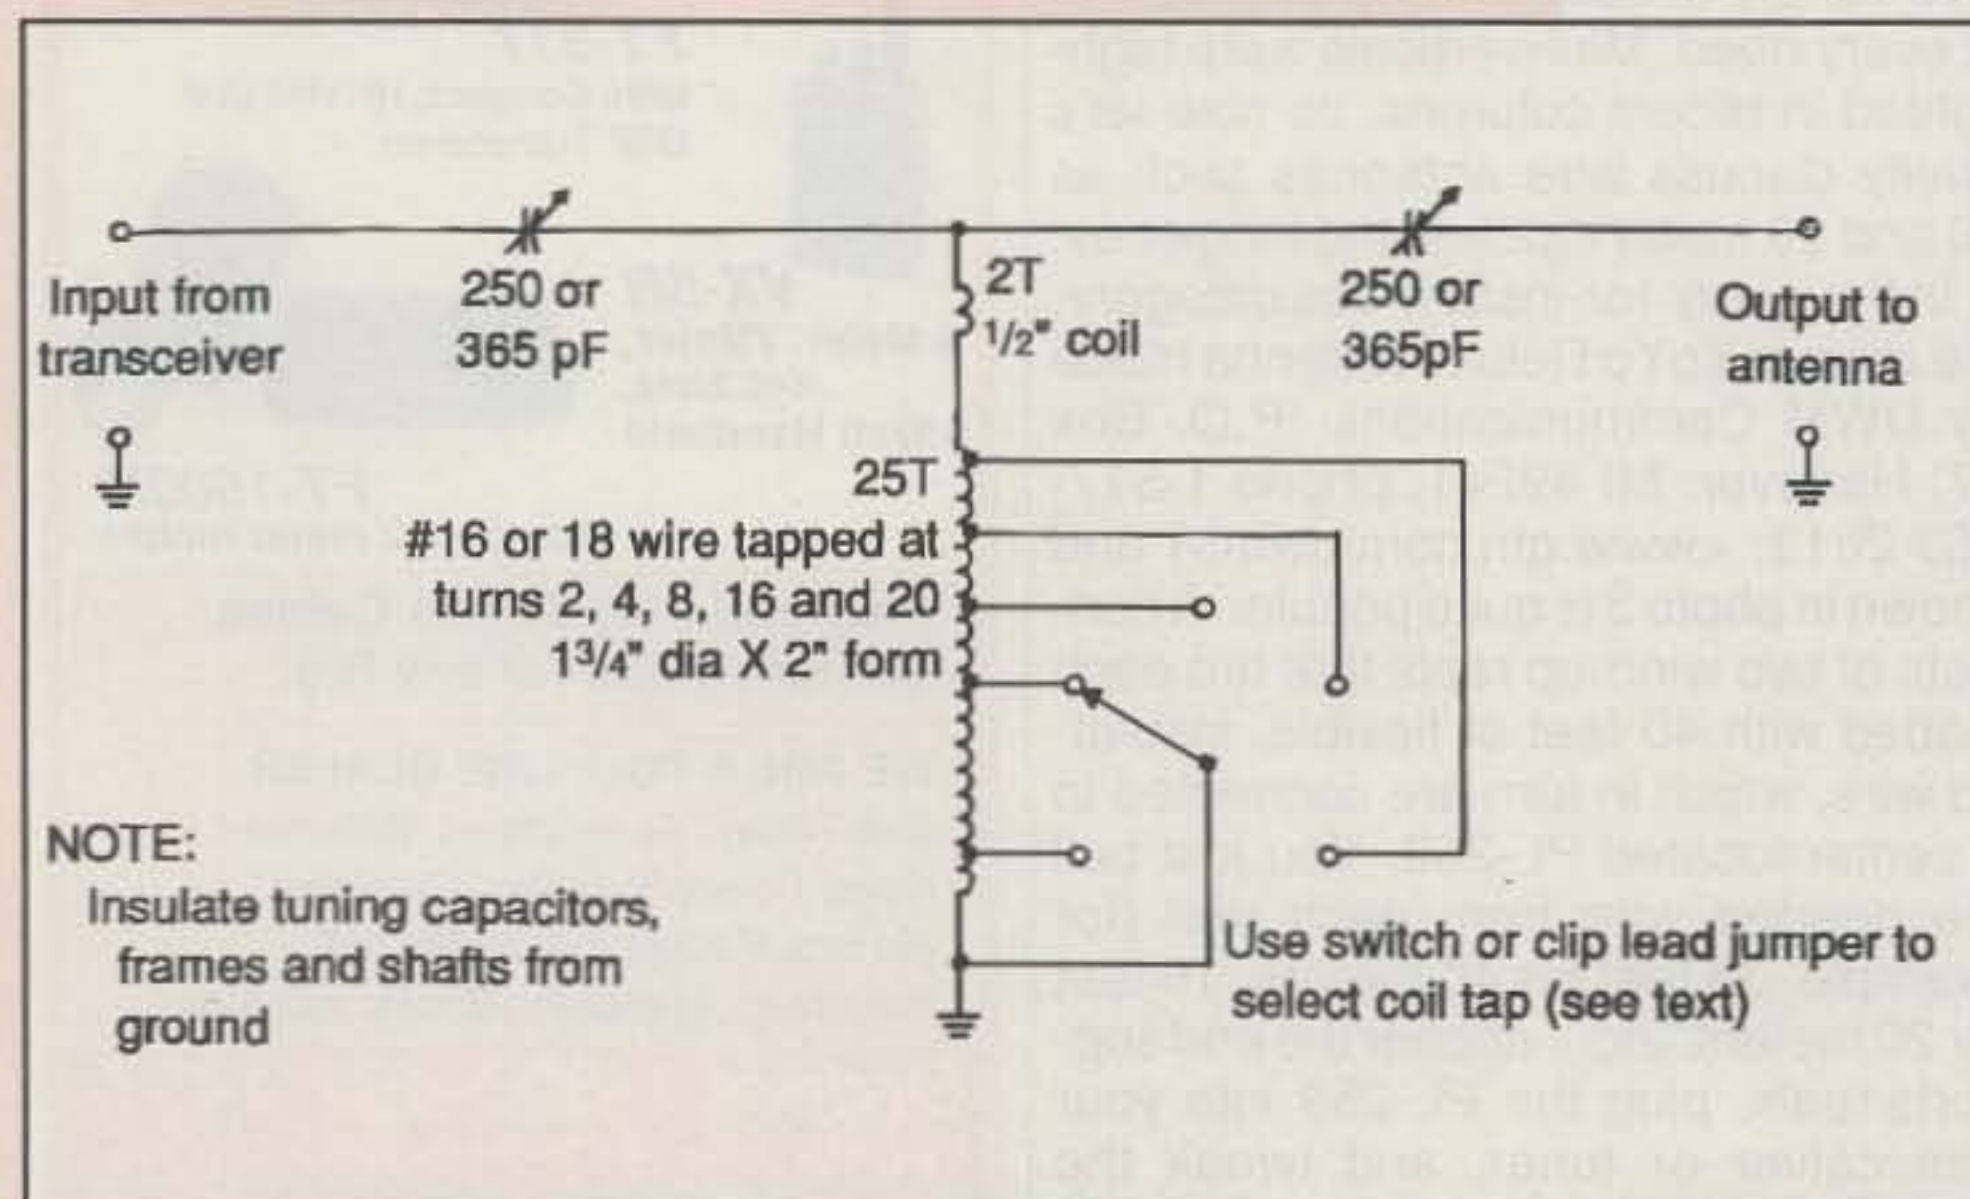 Input from
transceiver
250 or
365 pF
2T
1/2" coil
250 or
365pF
Output to
antenna
25T
#16 or 18 wire tapped at
turns 2, 4, 8, 16 and 20
1 3/4" dia X 2" form
NOTE:
Insulate tuning capacitors,
frames and shafts from
ground
Use switch or clip lead jumper to
select coil tap (see text)